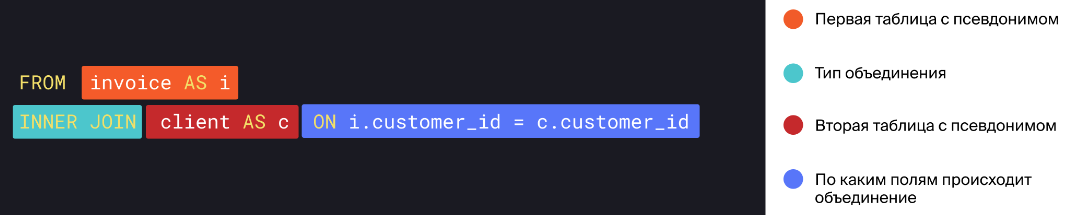 FROM invoice AS i
INNER JOIN client AS c ON i.customer_id = c.customer_id
Первая таблица с псевдонимом
Тип объединения
Вторая таблица с псевдонимом
По каким полям происходит
объединение